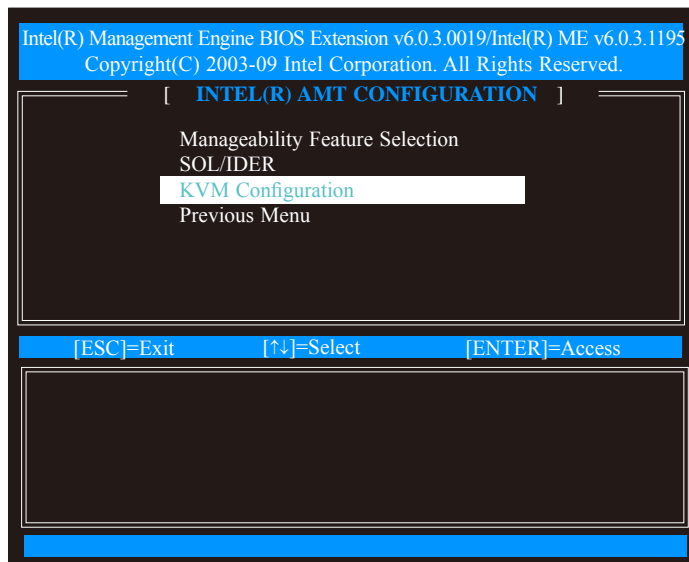 Intel(R) Management Engine BIOS Extension v6.0.3.0019/Intel(R) ME v6.0.3.1195
Copyright(C) 2003-09 Intel Corporation. All Rights Reserved.
[ INTEL(R) AMT CONFIGURATION ]
Manageability Feature Selection
SOL/IDER
KVM Configuration
Previous Menu
[ESC]=Exit [↑↓]=Select [ENTER]=Access